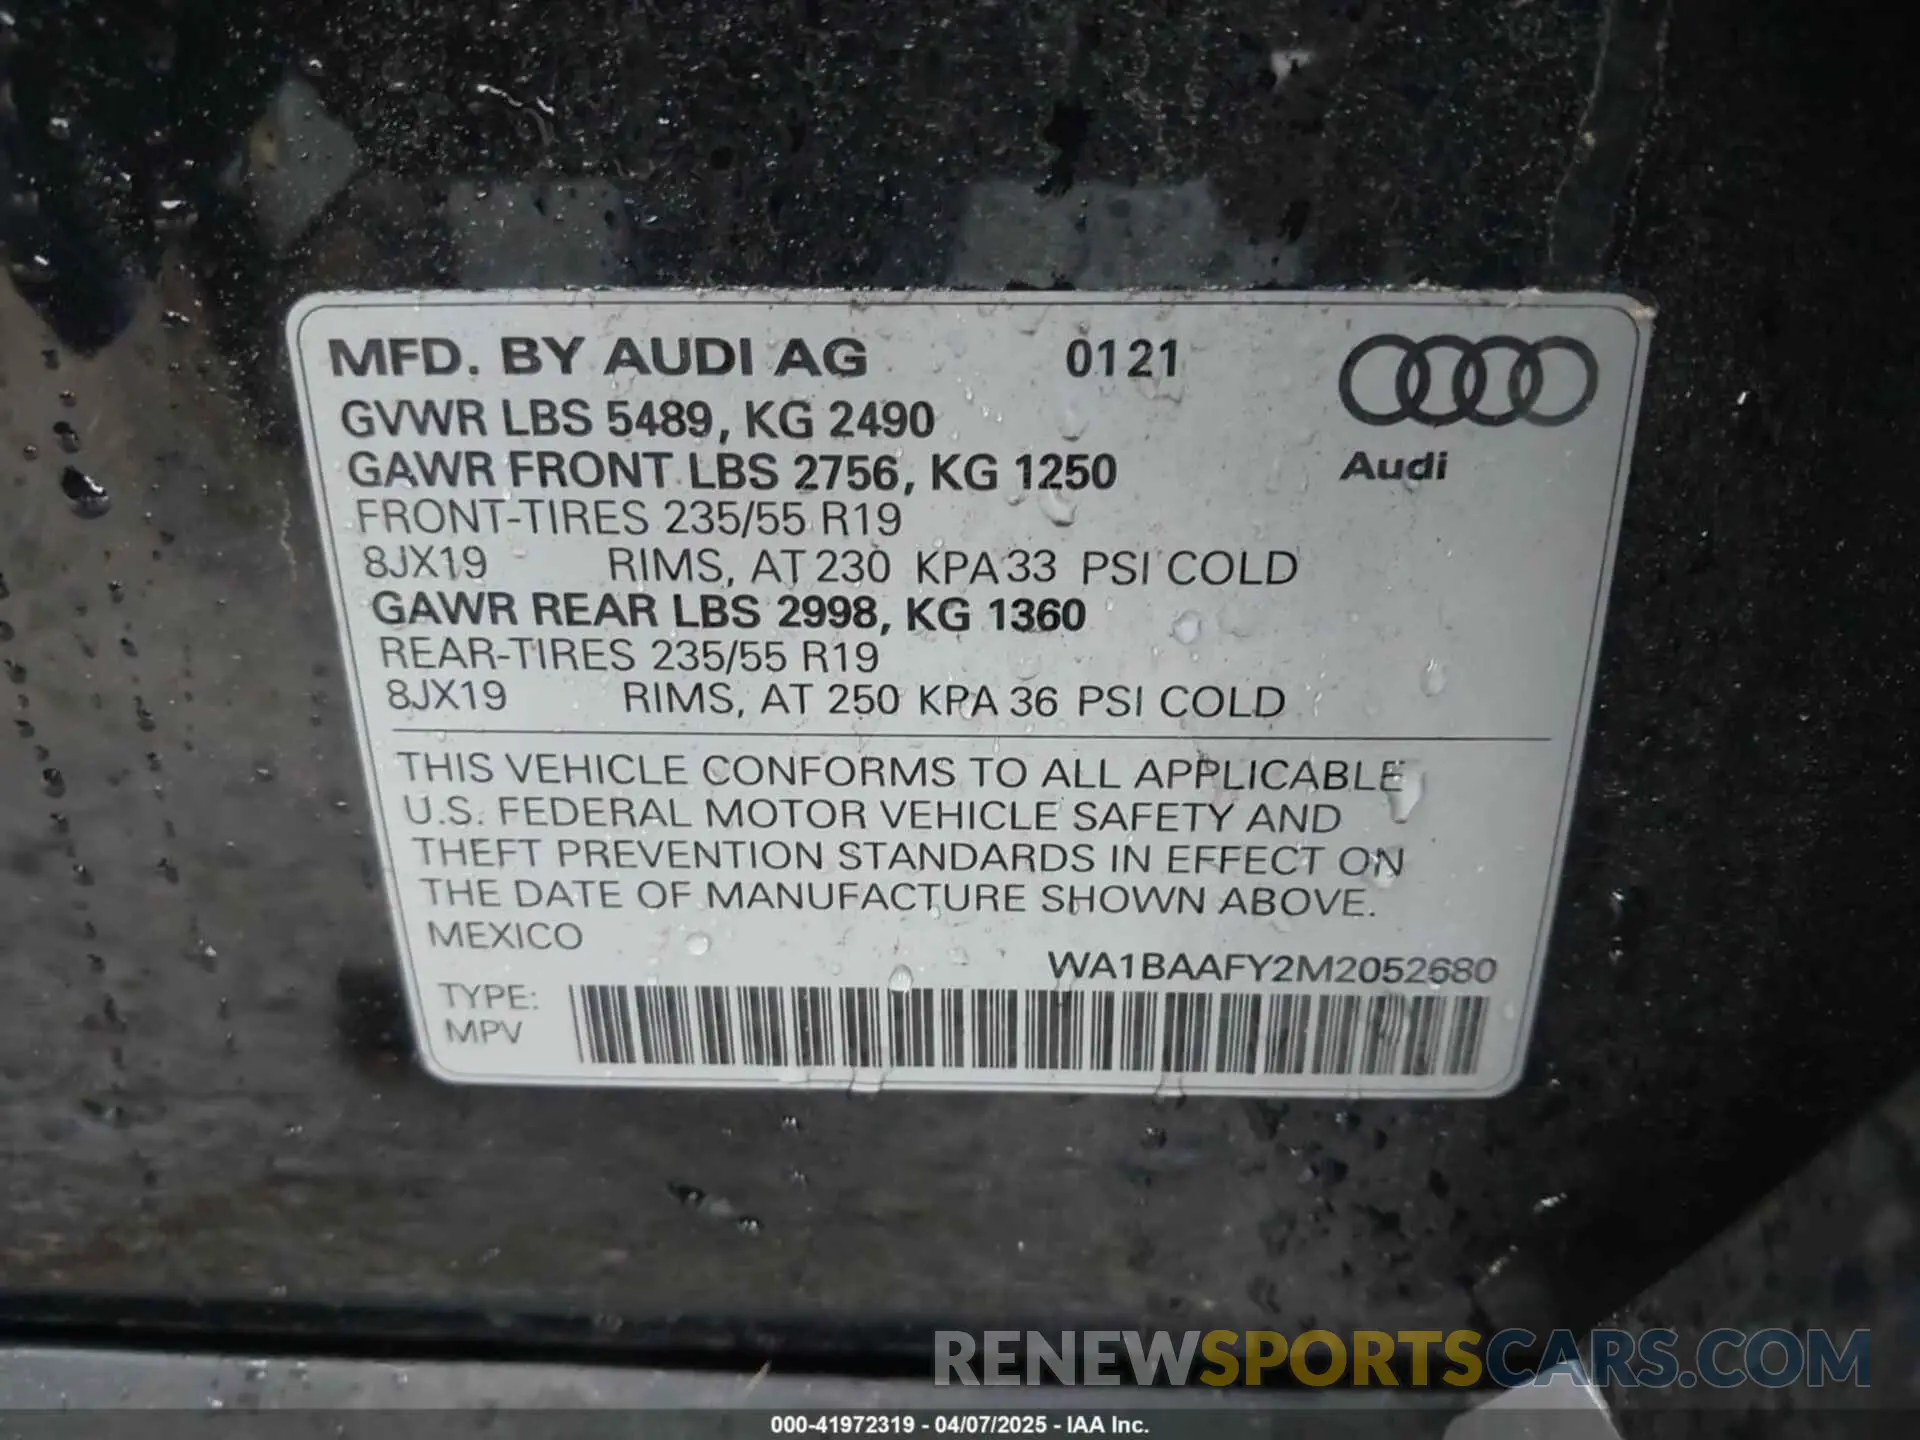 MFD. BY AUDI AG 0121
GVWR LBS 5489, KG 2490
GAWR FRONT LBS 2756, KG 1250
Audi
FRONT-TIRES 235/55 R19
8JX19 RIMS, AT 230 KPA 33 PSI COLD
GAWR REAR LBS 2998, KG 1360
REAR-TIRES 235/55 R19
8JX19 RIMS, AT 250 KPA 36 PSI COLD
THIS VEHICLE CONFORMS TO ALL APPLICABLE
U.S. FEDERAL MOTOR VEHICLE SAFETY AND
THEFT PREVENTION STANDARDS IN EFFECT ON
THE DATE OF MANUFACTURE SHOWN ABOVE.
MEXICO
WA1BAAFY2M2052680
TYPE:
MPV
RENEWSPORTSCARS.COM
000-41972319 - 04/07/2025 - IAA Inc.